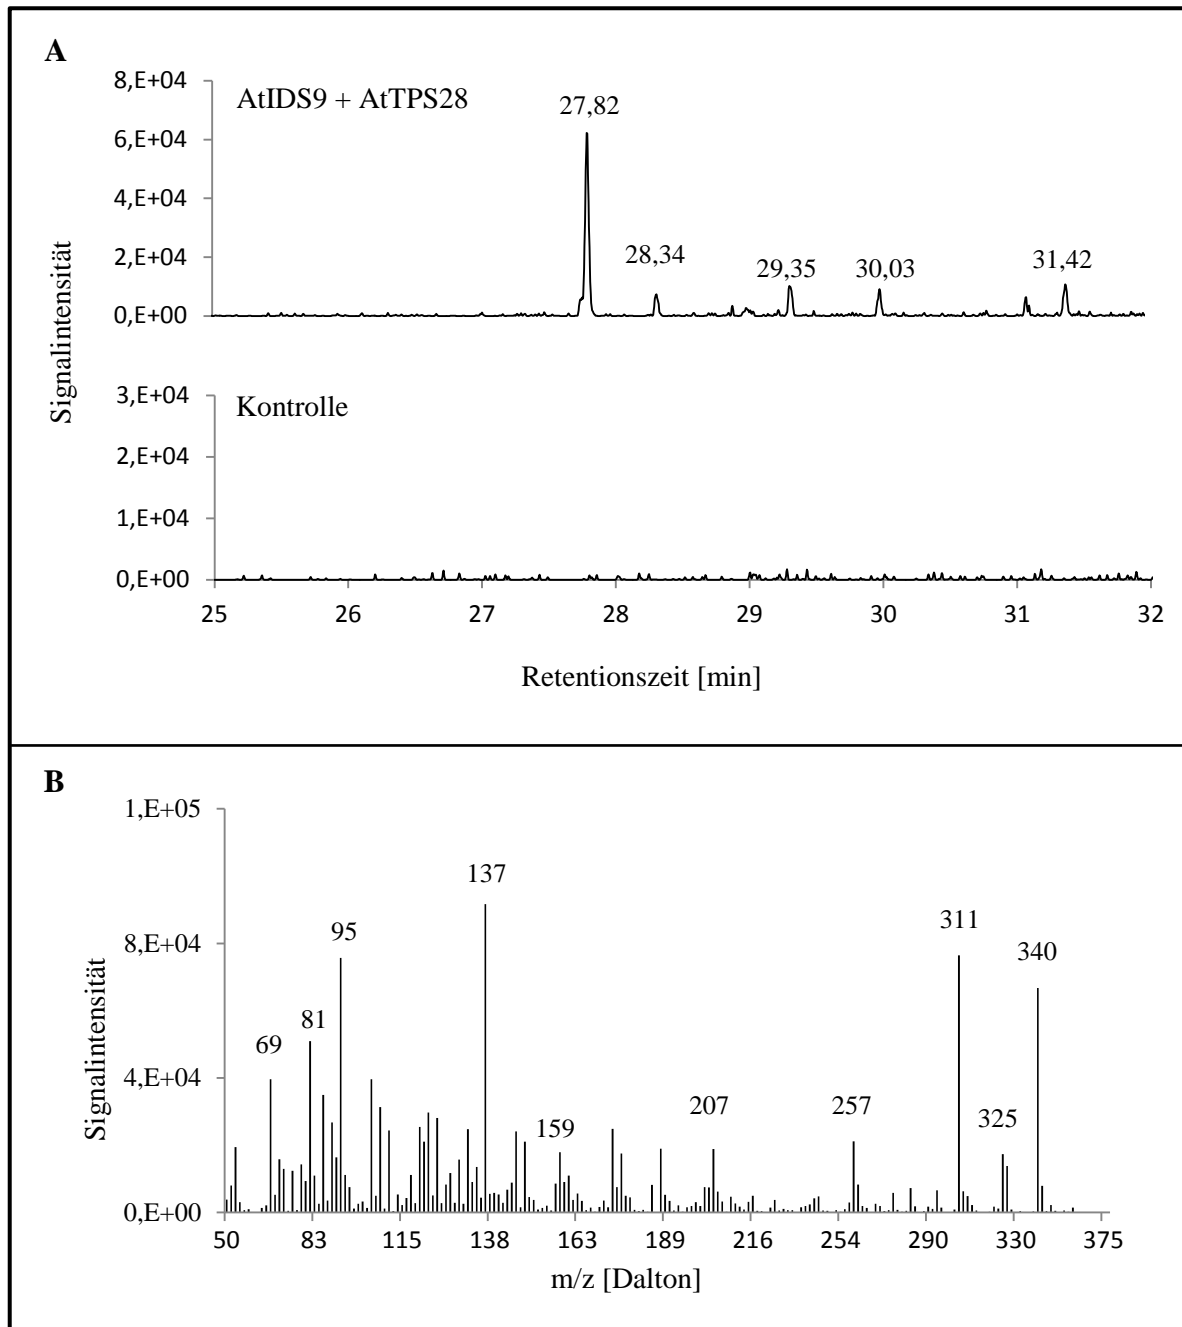 A
8,E+04
AtIDS9 + AtTPS28
27,82
6,E+04
4,E+04
28,34
29,35
30,03
31,42
2,E+04
0,E+00
Signalintensität
3,E+04
Kontrolle
2,E+04
1,E+04
0,E+00
25 26 27 28 29 30 31 32
Retentionszeit [min]
B
1,E+05
137
95
311
8,E+04
340
81
69
Signalintensität
4,E+04
207
257
325
159
0,E+00
50 83 115 138 163 189 216 254 290 330 375
m/z [Dalton]